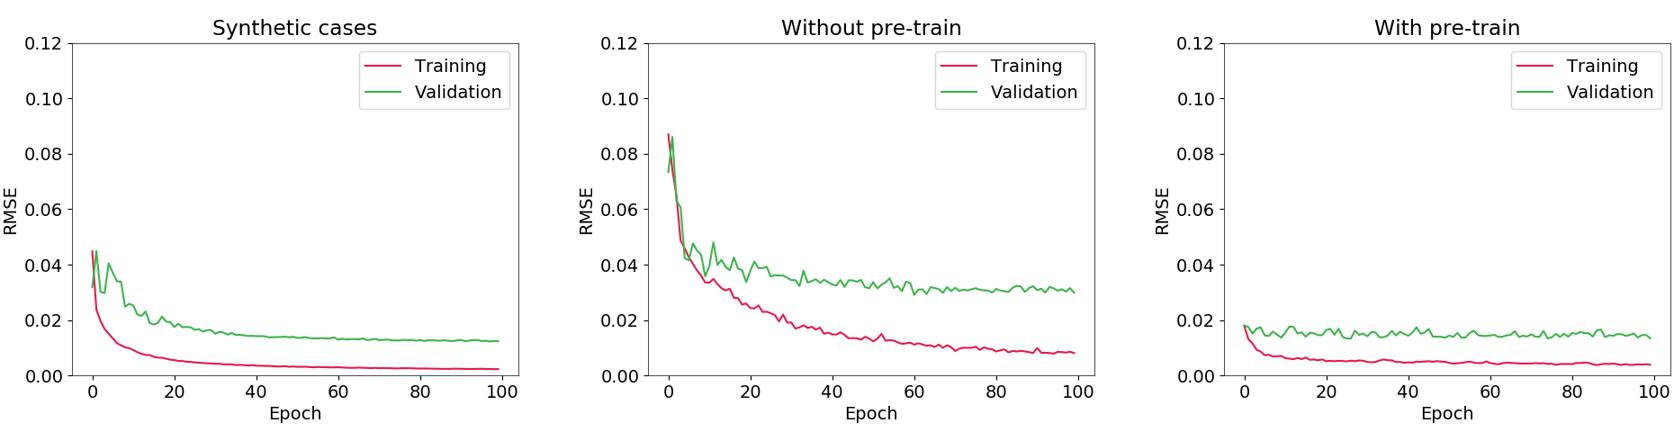 Synthetic cases
0.12
0.10
0.08
0.06
0.04
0.02
0.00
RMSE
0 20 40 60 80 100
Epoch
Training
Validation
Without pre-train
0.12
0.10
0.08
0.06
0.04
0.02
0.00
RMSE
0 20 40 60 80 100
Epoch
Training
Validation
With pre-train
0.12
0.10
0.08
0.06
0.04
0.02
0.00
RMSE
0 20 40 60 80 100
Epoch
Training
Validation